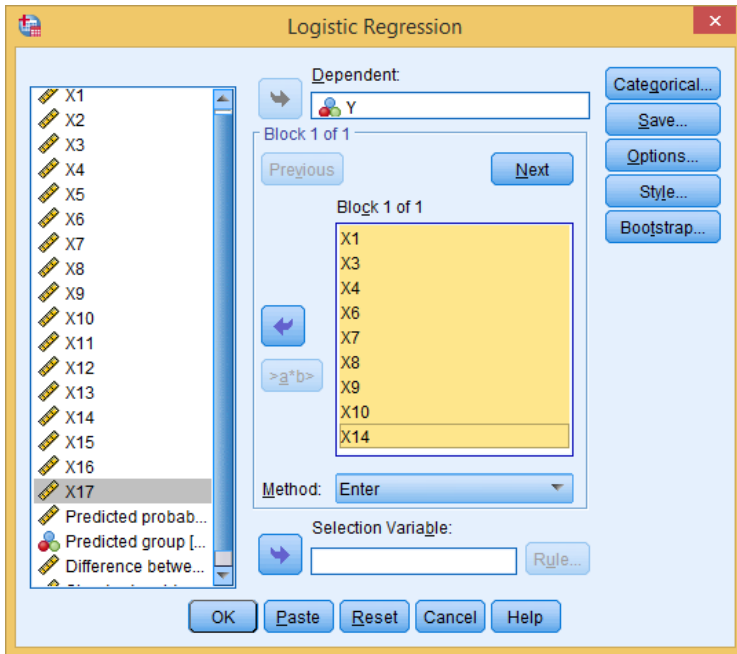 Logistic Regression
X1
X2
X3
X4
X5
X6
X7
X8
X9
X10
X11
X12
X13
X14
X15
X16
X17
Predicted probab...
Predicted group [...
Difference betwe...
Dependent:
Y
Block 1 of 1
Previous
Next
Block 1 of 1
X1
X3
X4
X6
X7
X8
X9
X10
X14
>a*b>
Method:
Enter
Selection Variable:
Rule...
Categorical...
Save...
Options...
Style...
Bootstrap...
OK
Paste
Reset
Cancel
Help